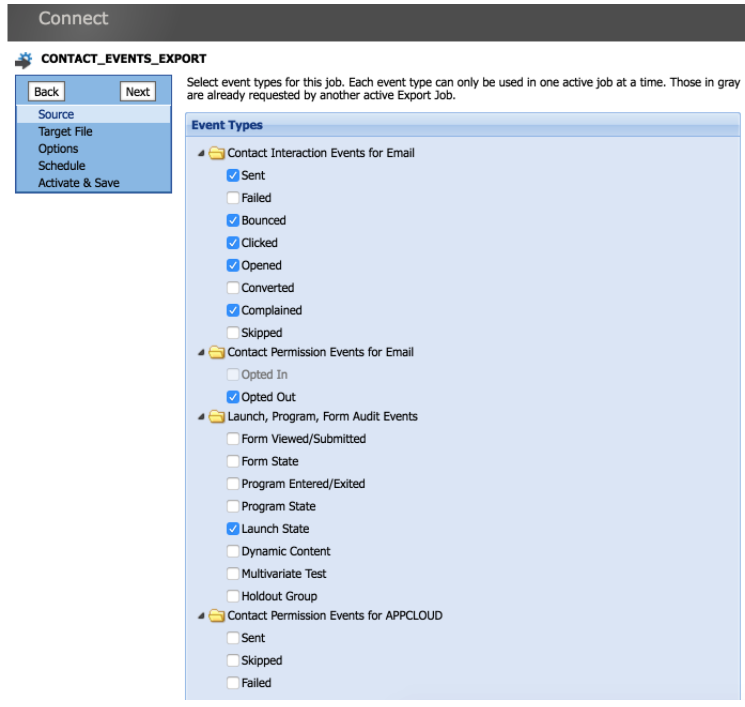 Connect
CONTACT_EVENTS_EXPORT
Back Next
Source
Target File
Options
Schedule
Activate & Save
Select event types for this job. Each event type can only be used in one active job at a time. Those in gray
are already requested by another active Export Job.
Event Types
Contact Interaction Events for Email
Sent
Failed
Bounced
Clicked
Opened
Converted
Complained
Skipped
Contact Permission Events for Email
Opted In
Opted Out
Launch, Program, Form Audit Events
Form Viewed/Submitted
Form State
Program Entered/Exited
Program State
Launch State
Dynamic Content
Multivariate Test
Holdout Group
Contact Permission Events for APPCLOUD
Sent
Skipped
Failed